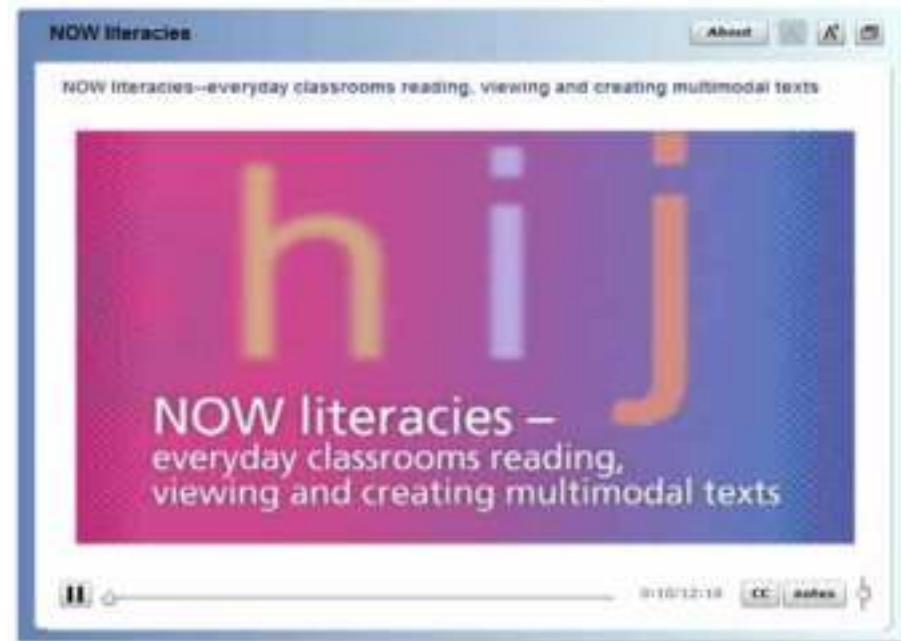 NOW literacies
About
A
NOW literacies--everyday classrooms reading, viewing and creating multimodal texts
h i j
NOW literacies –
everyday classrooms reading,
viewing and creating multimodal texts
CC notes